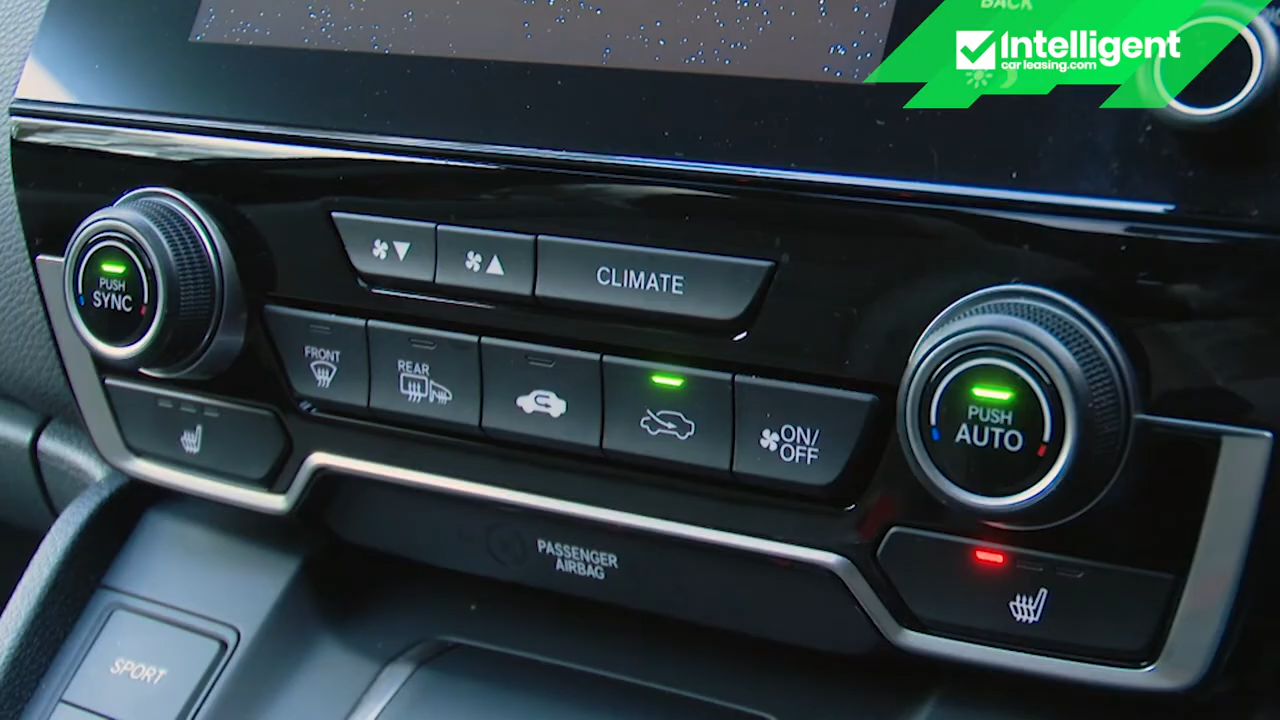 BACK
Intelligent
carleasing.com
PUSH
SYNC
CLIMATE
FRONT
REAR
ON/
OFF
PUSH
AUTO
PASSENGER
AIRBAG
SPORT